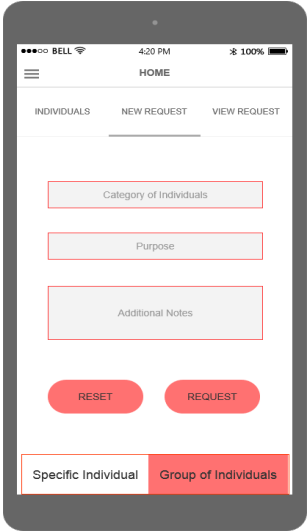 BELL 4:20 PM 100%
HOME
INDIVIDUALS NEW REQUEST VIEW REQUEST
Category of Individuals
Purpose
Additional Notes
RESET REQUEST
Specific Individual Group of Individuals